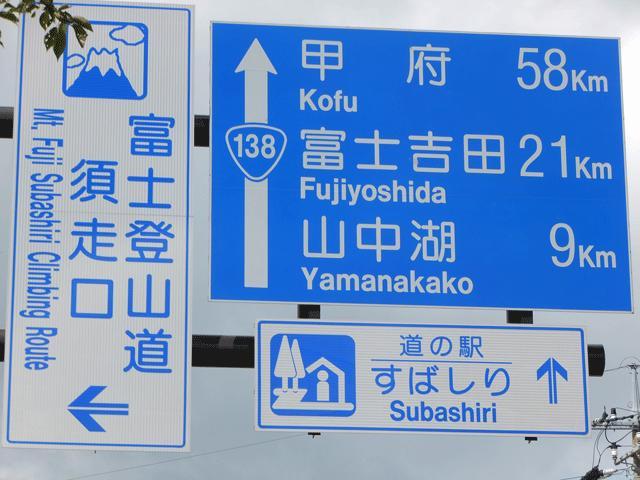 富士登山道
須走口
Mt. Fuji Subashiri Climbing Route
138
甲府 58Km
Kofu
富士吉田 21Km
Fujiyoshida
山中湖 9Km
Yamanakako
道の駅
すばしり
Subashiri